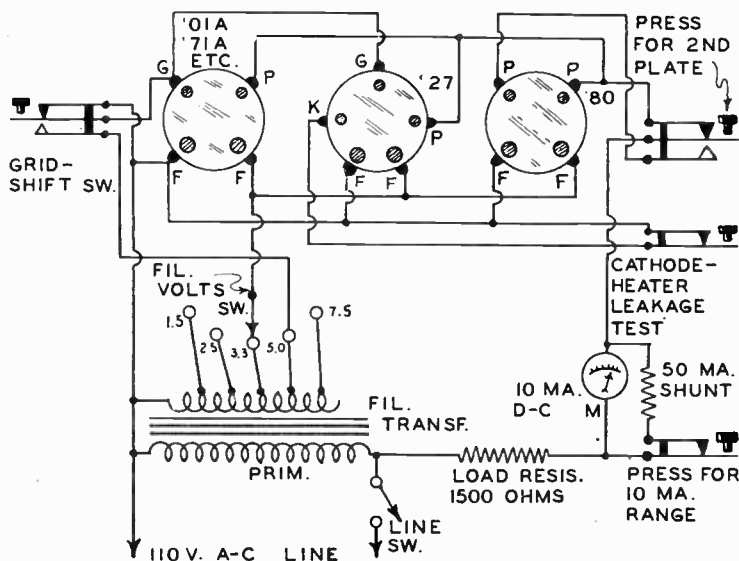 '01A
'71A
ETC.
G
P
G
'27
K
P
P
P
'80
PRESS
FOR 2ND
PLATE
GRID-
SHIFT SW.
F
F
F
F
F
F
FIL.
VOLTS
SW.
CATHODE-
HEATER
LEAKAGE
TEST
1.5
2.5
3.3
5.0
7.5
FIL.
TRANSF.
PRIM.
10 MA.
D-C
M
50 MA.
SHUNT
LOAD RESIS.
1500 OHMS
PRESS FOR
10 MA.
RANGE
LINE
SW.
110 V. A-C LINE